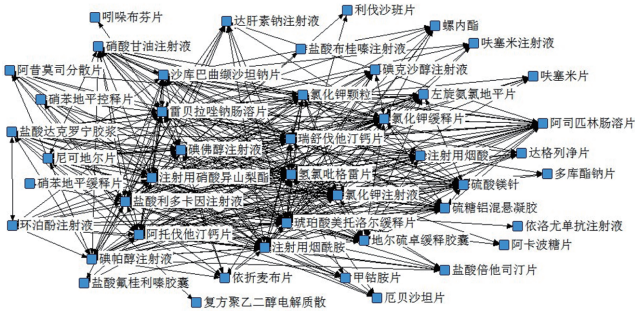 吲哚布芬片
利伐沙班片
达肝素钠注射液
螺内酯
硝酸甘油注射液
盐酸布桂嗪注射液
呋塞米注射液
阿昔莫司分散片
沙库巴曲缬沙坦钠片
碘克沙醇注射液
呋塞米片
硝苯地平控释片
氯化钾颗粒
左旋氨氯地平片
雷贝拉唑钠肠溶片
氯化钾缓释片
阿司匹林肠溶片
盐酸达克罗宁胶浆
瑞舒伐他汀钙片
碘佛醇注射液
注射用烟酸
达格列净片
尼可地尔片
多库酯钠片
注射用硝酸异山梨酯
氢氯吡格雷片
硝苯地平缓释片
硫酸镁针
氯化钾注射液
盐酸利多卡因注射液
硫糖铝混悬凝胶
环泊酚注射液
琥珀酸美托洛尔缓释片
依洛尤单抗注射液
阿托伐他汀钙片
地尔硫卓缓释胶囊
阿卡波糖片
注射用烟酰胺
碘帕醇注射液
盐酸倍他司汀片
依折麦布片
甲钴胺片
盐酸氟桂利嗪胶囊
厄贝沙坦片
复方聚乙二醇电解质散